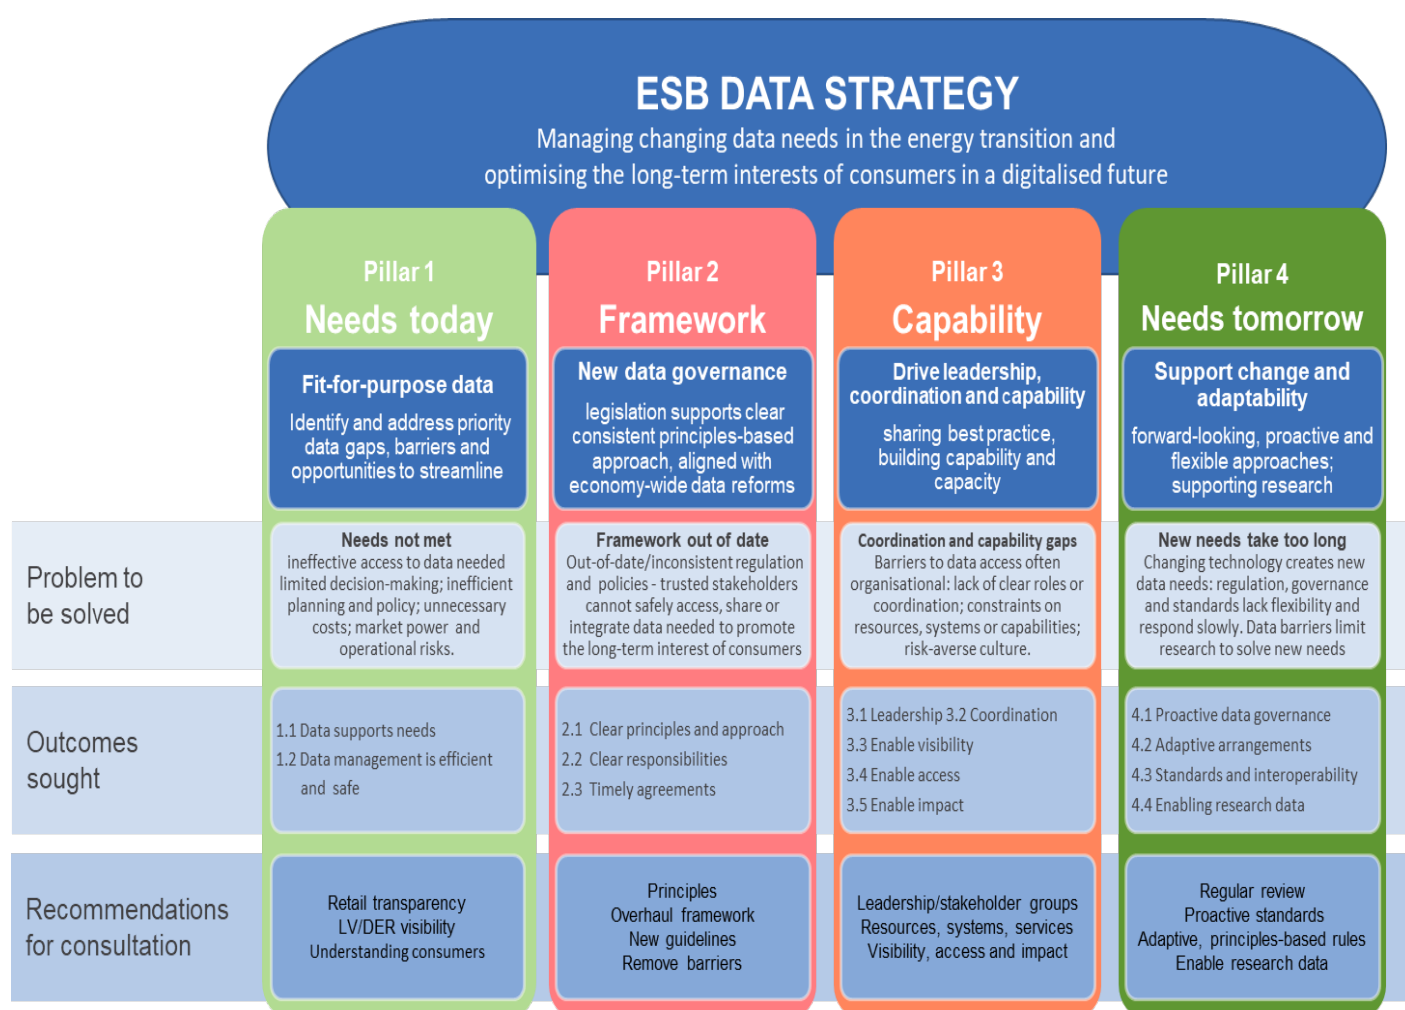 ESB DATA STRATEGY
Managing changing data needs in the energy transition and
optimising the long-term interests of consumers in a digitalised future
Pillar 1
Needs today
Fit-for-purpose data
Identify and address priority
data gaps, barriers and
opportunities to streamline
Pillar 2
Framework
New data governance
legislation supports clear
consistent principles-based
approach, aligned with
economy-wide data reforms
Pillar 3
Capability
Drive leadership,
coordination and capability
sharing best practice,
building capability and
capacity
Pillar 4
Needs tomorrow
Support change and
adaptability
forward-looking, proactive and
flexible approaches;
supporting research
Problem to
be solved
Needs not met
ineffective access to data needed
limited decision-making; inefficient
planning and policy; unnecessary
costs; market power and
operational risks.
Framework out of date
Out-of-date/inconsistent regulation
and policies - trusted stakeholders
cannot safely access, share or
integrate data needed to promote
the long-term interest of consumers
Coordination and capability gaps
Barriers to data access often
organisational: lack of clear roles or
coordination; constraints on
resources, systems or capabilities;
risk-averse culture.
New needs take too long
Changing technology creates new
data needs: regulation, governance
and standards lack flexibility and
respond slowly. Data barriers limit
research to solve new needs
Outcomes
sought
1.1 Data supports needs
1.2 Data management is efficient
and safe
2.1 Clear principles and approach
2.2 Clear responsibilities
2.3 Timely agreements
3.1 Leadership 3.2 Coordination
3.3 Enable visibility
3.4 Enable access
3.5 Enable impact
4.1 Proactive data governance
4.2 Adaptive arrangements
4.3 Standards and interoperability
4.4 Enabling research data
Recommendations
for consultation
Retail transparency
LV/DER visibility
Understanding consumers
Principles
Overhaul framework
New guidelines
Remove barriers
Leadership/stakeholder groups
Resources, systems, services
Visibility, access and impact
Regular review
Proactive standards
Adaptive, principles-based rules
Enable research data